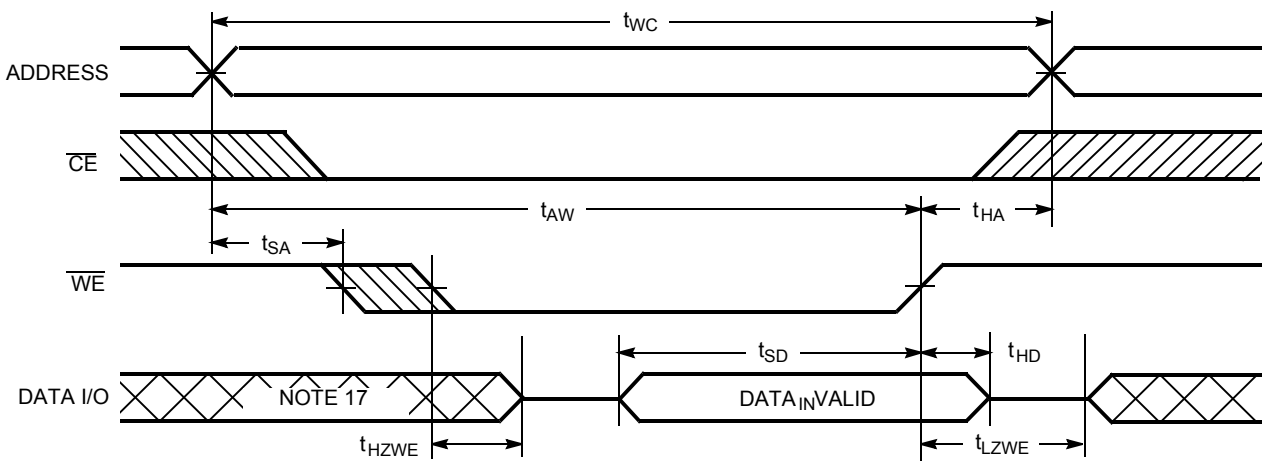 tWC
ADDRESS
CE
tAW
tHA
tSA
WE
tSD
tHD
DATA I/O
NOTE 17
DATAINVALID
tHZWE
tLZWE